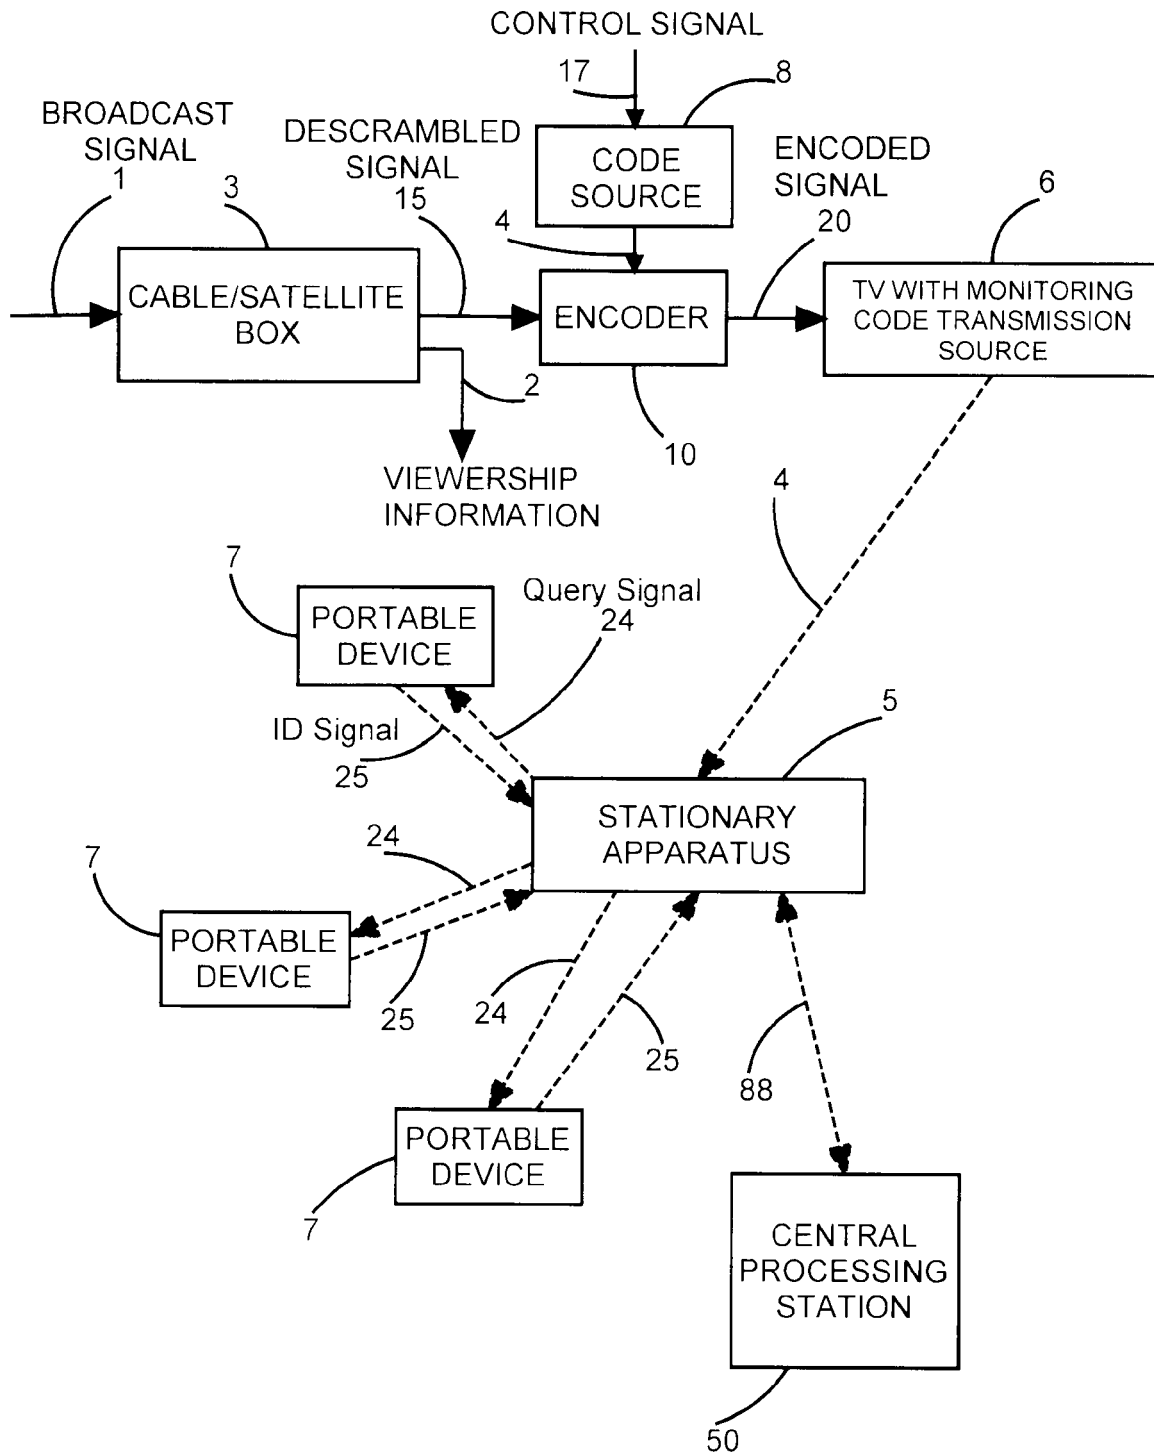 CONTROL SIGNAL
17
8
BROADCAST
SIGNAL
1
3
DESCRAMBLED
SIGNAL
15
CODE
SOURCE
4
ENCODED
SIGNAL
20
6
CABLE/SATELLITE
BOX
ENCODER
TV WITH MONITORING
CODE TRANSMISSION
SOURCE
2
10
VIEWERSHIP
INFORMATION
4
7
PORTABLE
DEVICE
Query Signal
24
ID Signal
25
5
STATIONARY
APPARATUS
7
24
PORTABLE
DEVICE
25
24
25
88
PORTABLE
DEVICE
7
CENTRAL
PROCESSING
STATION
50